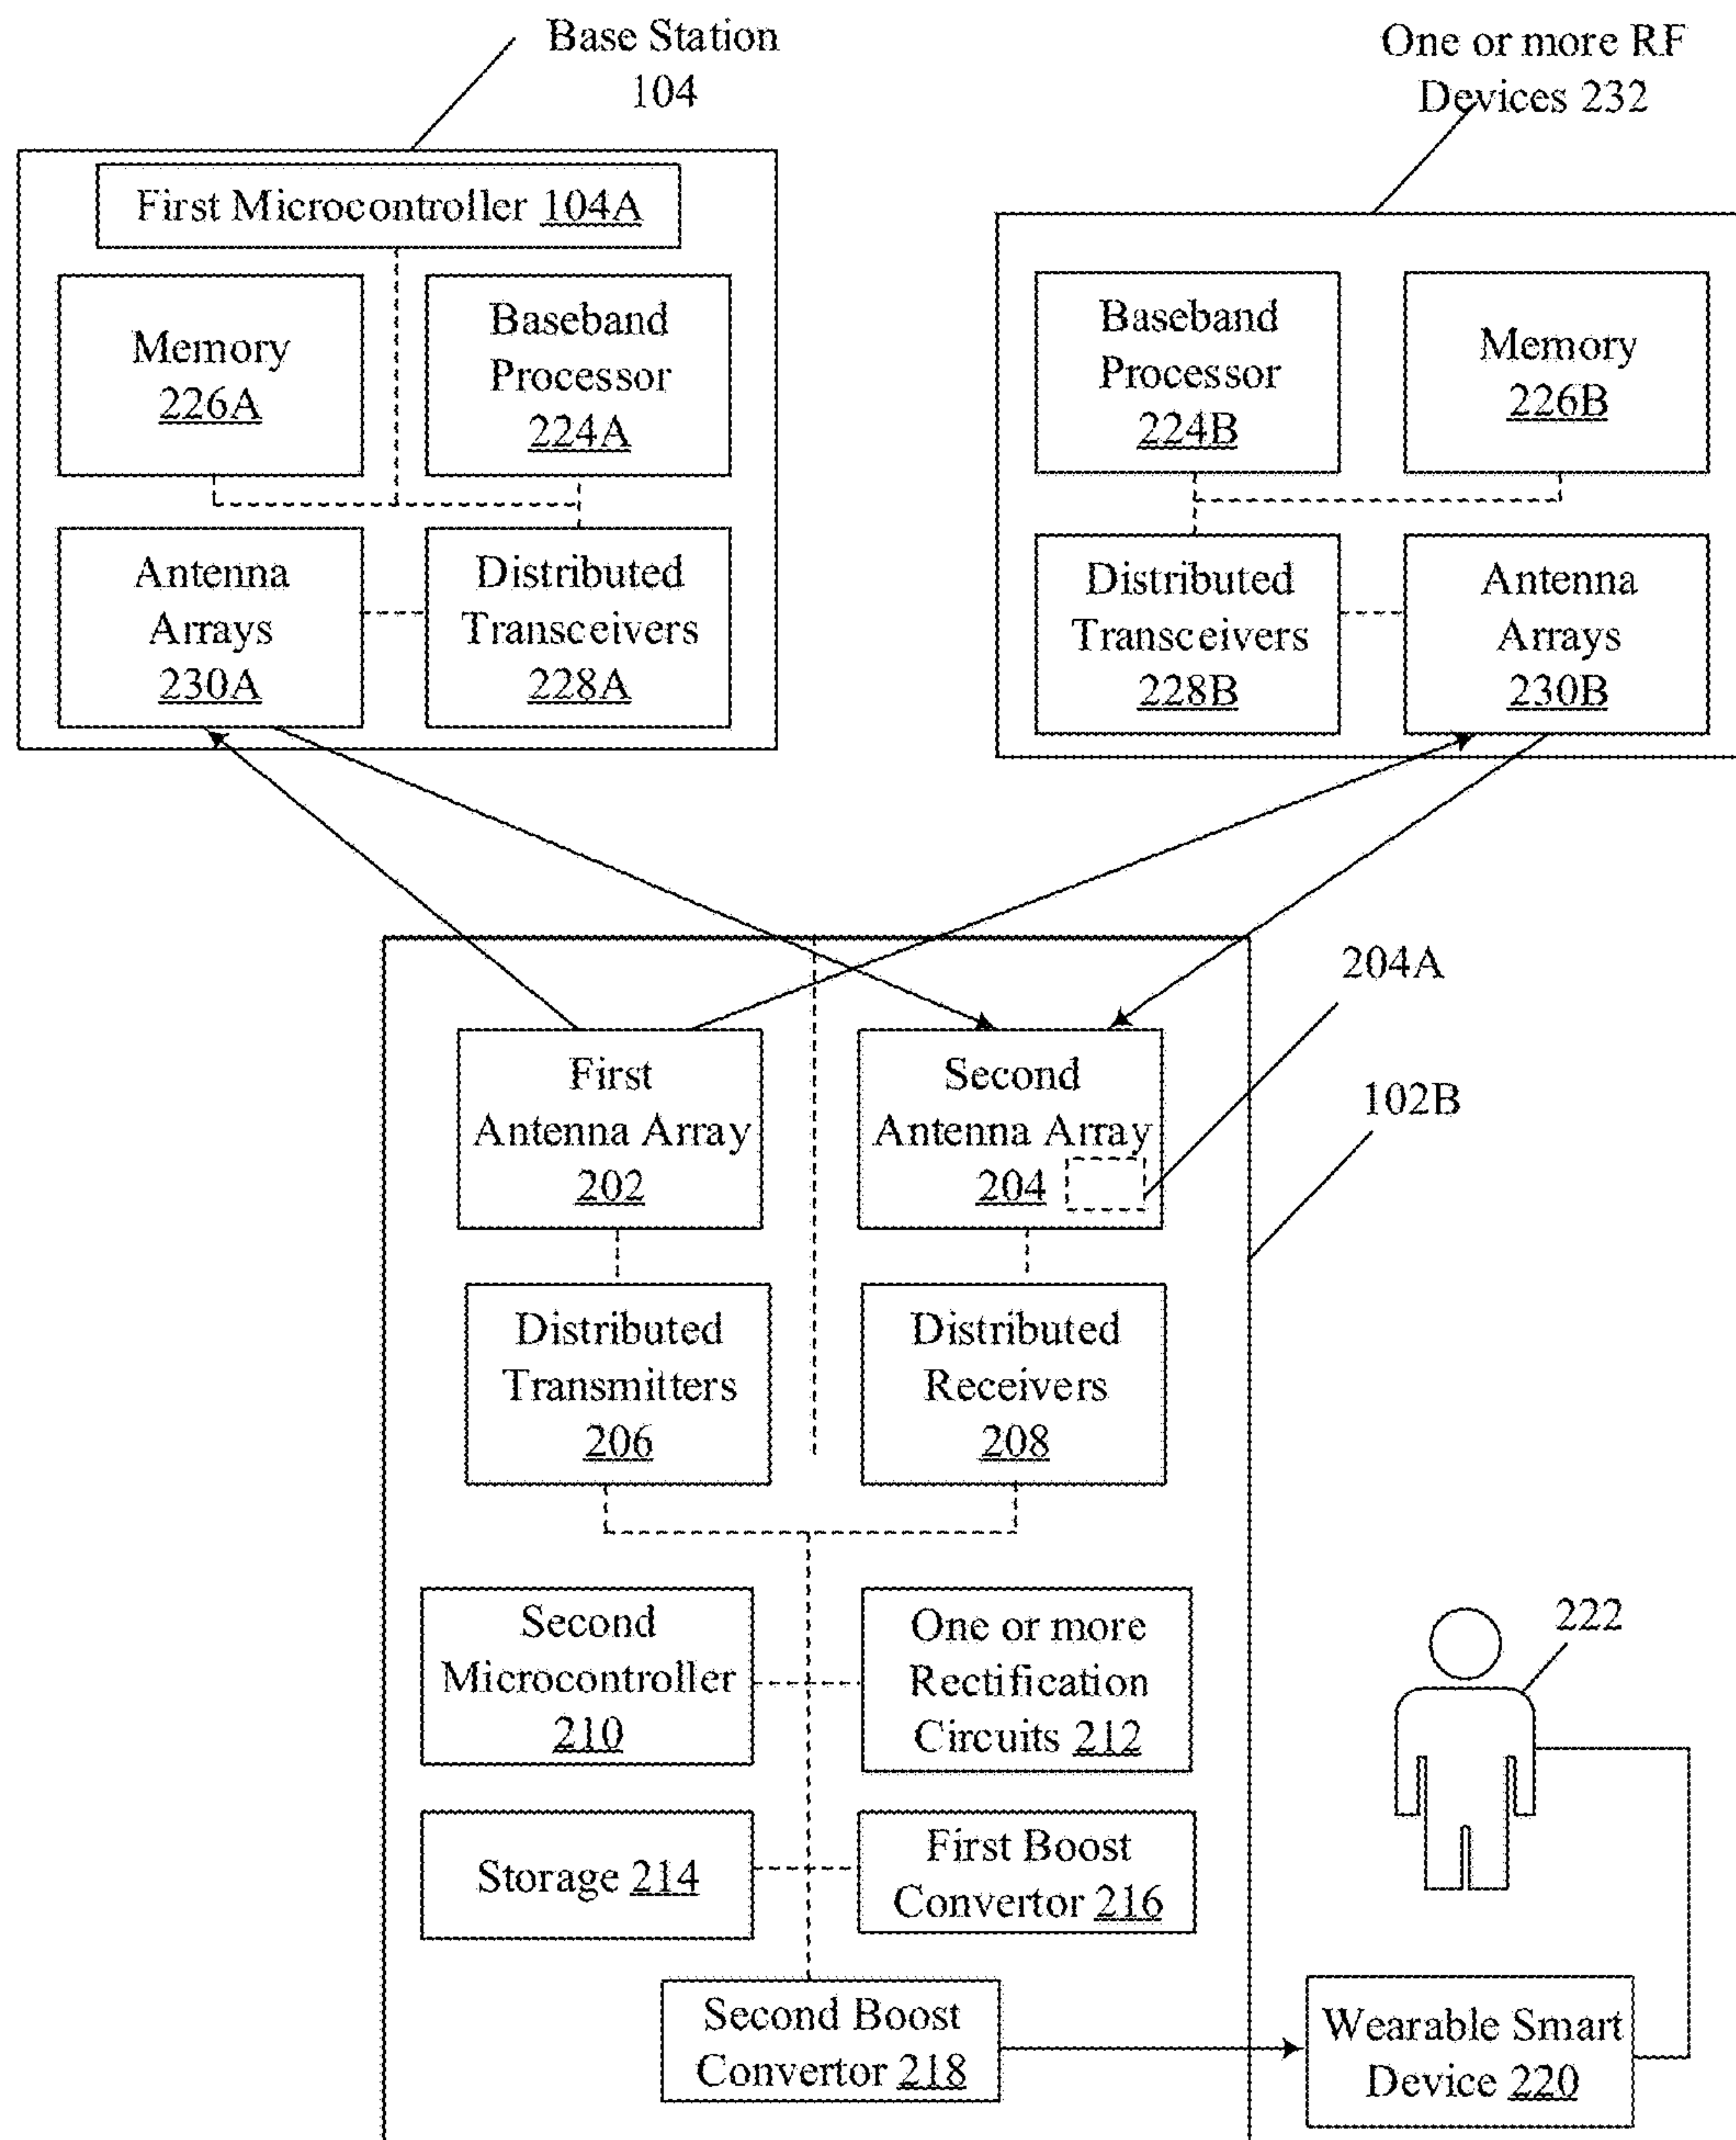 Base Station
104
One or more RF
Devices 232
First Microcontroller 104A
Memory
226A
Baseband
Processor
224A
Antenna
Arrays
230A
Distributed
Transceivers
228A
Baseband
Processor
224B
Memory
226B
Distributed
Transceivers
228B
Antenna
Arrays
230B
204A
102B
First
Antenna Array
202
Second
Antenna Array
204
Distributed
Transmitters
206
Distributed
Receivers
208
Second
Microcontroller
210
One or more
Rectification
Circuits 212
222
Storage 214
First Boost
Convertor 216
Second Boost
Convertor 218
Wearable Smart
Device 220